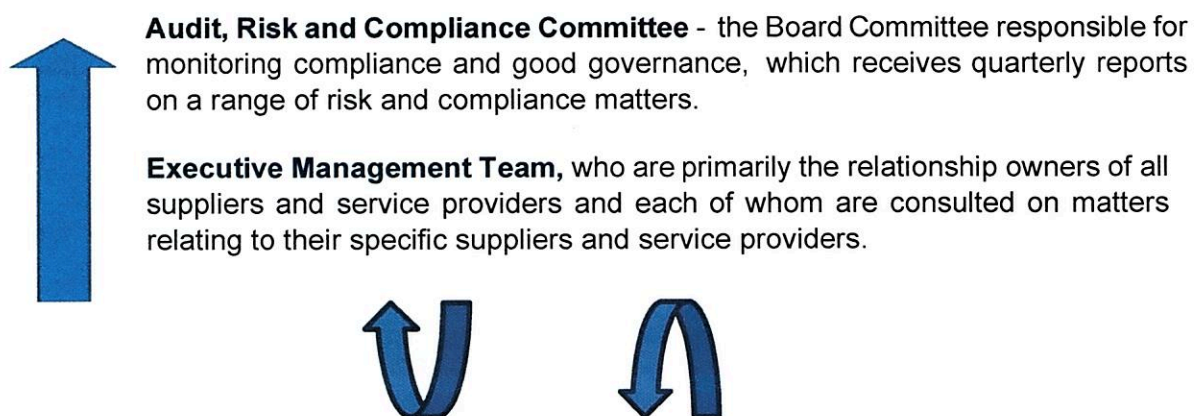 Audit, Risk and Compliance Committee - the Board Committee responsible for
monitoring compliance and good governance, which receives quarterly reports
on a range of risk and compliance matters.
Executive Management Team, who are primarily the relationship owners of all
suppliers and service providers and each of whom are consulted on matters
relating to their specific suppliers and service providers.